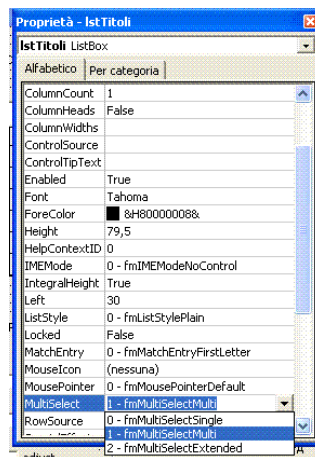 Proprietà - lstTitoli
lstTitoli ListBox
Alfabetico Per categoria
ColumnCount 1
ColumnHeads False
ColumnWidths
ControlSource
ControlTipText
Enabled True
Font Tahoma
ForeColor &H80000008&
Height 79,5
HelpContextID 0
IMEMode 0 - fmIMEModeNoControl
IntegralHeight True
Left 30
ListStyle 0 - fmListStylePlain
Locked False
MatchEntry 0 - fmMatchEntryFirstLetter
MouseIcon (nessuna)
MousePointer 0 - fmMousePointerDefault
MultiSelect 1 - fmMultiSelectMulti
RowSource 0 - fmMultiSelectSingle
1 - fmMultiSelectMulti
2 - fmMultiSelectExtended